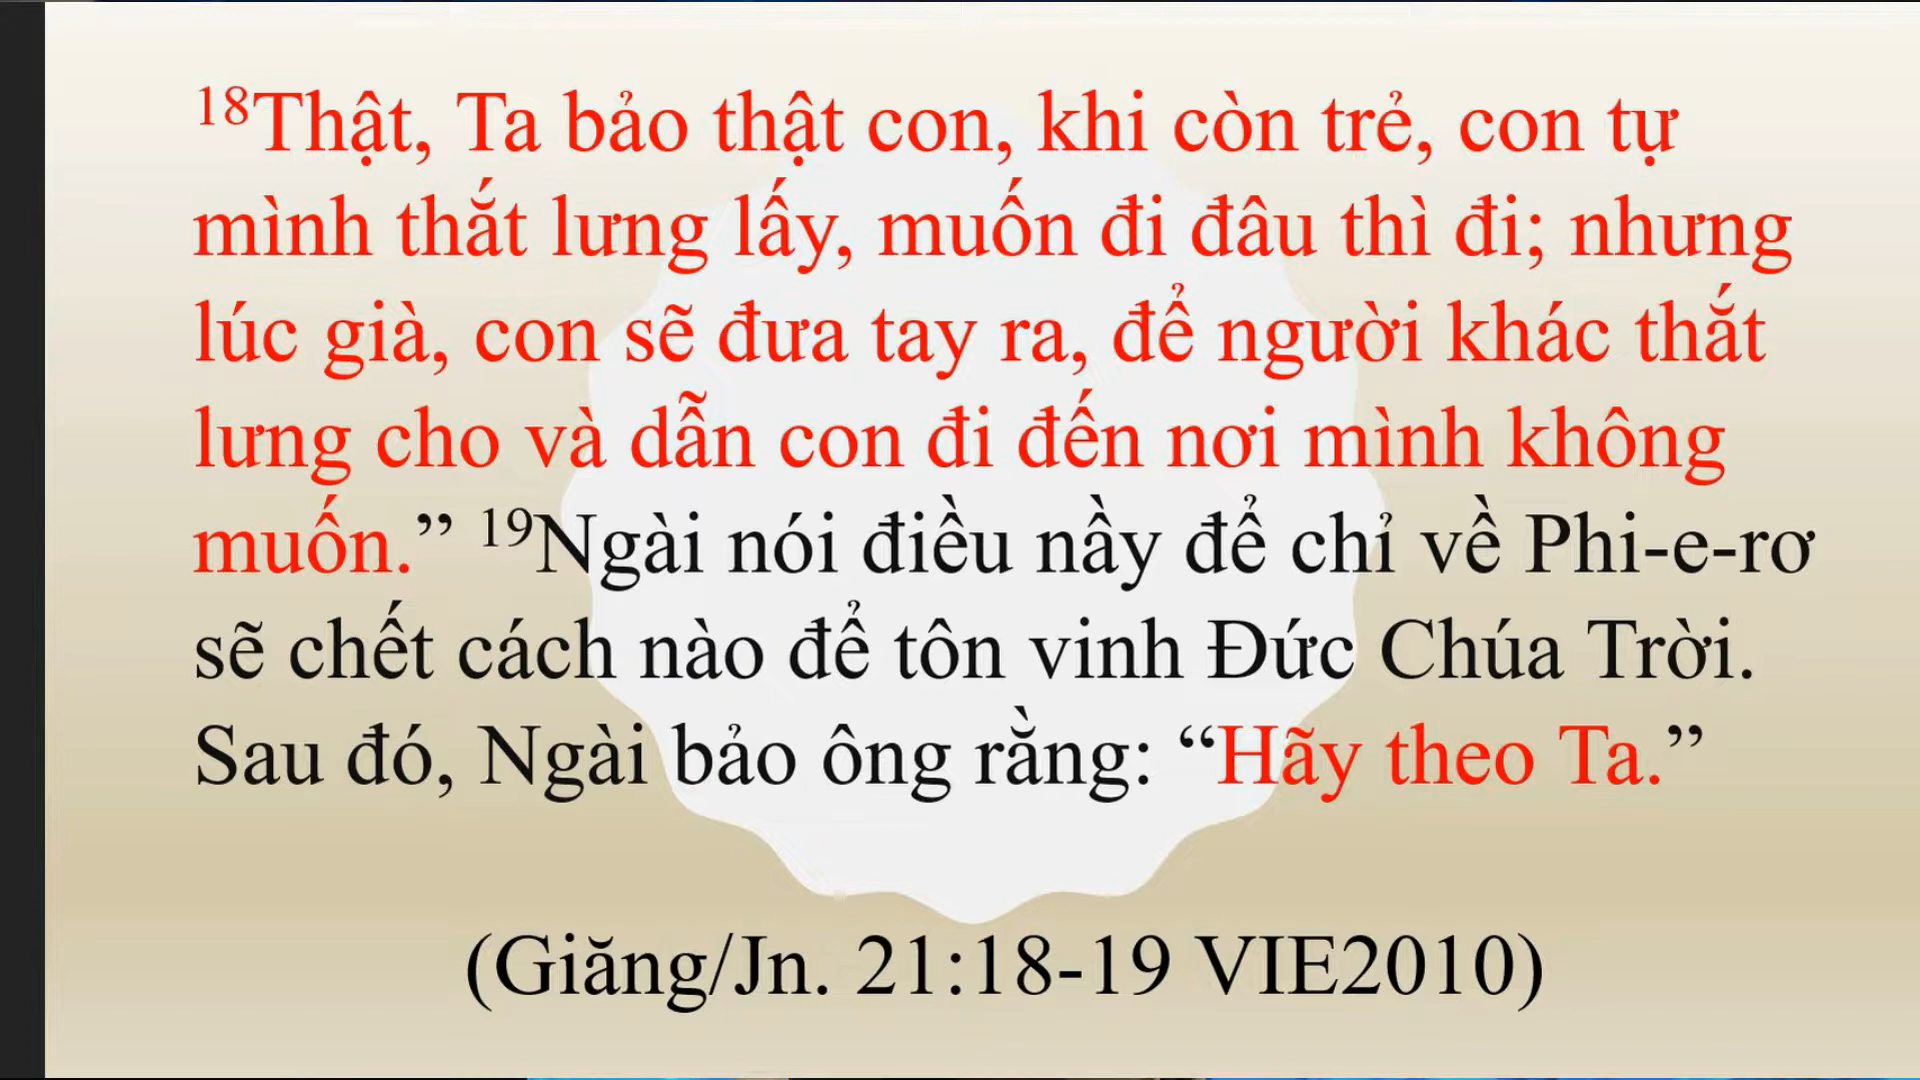 18Thật, Ta bảo thật con, khi còn trẻ, con tự
mình thắt lưng lấy, muốn đi đâu thì đi; nhưng
lúc già, con sẽ đưa tay ra, để người khác thắt
lưng cho và dẫn con đi đến nơi mình không
muốn.” 19Ngài nói điều nầy để chỉ về Phi-e-rơ
sẽ chết cách nào để tôn vinh Đức Chúa Trời.
Sau đó, Ngài bảo ông rằng: “Hãy theo Ta.”
(Giăng/Jn. 21:18-19 VIE2010)